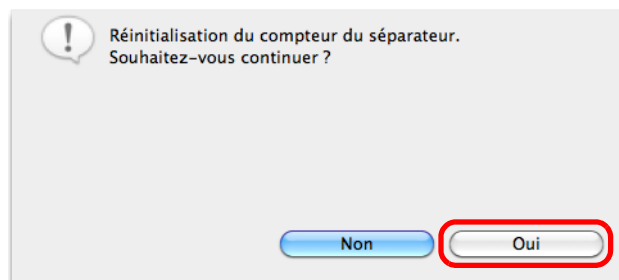 Réinitialisation du compteur du séparateur.
Souhaitez-vous continuer ?
Non
Oui